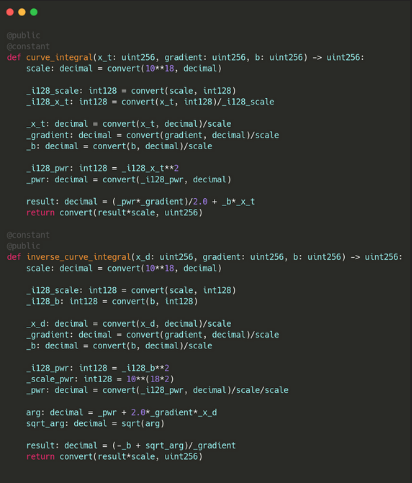 @public
@constant
def curve_integral(x_t: uint256, gradient: uint256, b: uint256) -> uint256:
    scale: decimal = convert(10**18, decimal)
    _i128_scale: int128 = convert(scale, int128)
    _i128_x_t: int128 = convert(x_t, int128)/_i128_scale
    _x_t: decimal = convert(x_t, decimal)/scale
    _gradient: decimal = convert(gradient, decimal)/scale
    _b: decimal = convert(b, decimal)/scale
    _i128_pwr: int128 = _i128_x_t**2
    _pwr: decimal = convert(_i128_pwr, decimal)
    result: decimal = (_pwr*_gradient)/2.0 + _b*_x_t
    return convert(result*scale, uint256)
@constant
@public
def inverse_curve_integral(x_d: uint256, gradient: uint256, b: uint256) -> uint256:
    scale: decimal = convert(10**18, decimal)
    _i128_scale: int128 = convert(scale, int128)
    _i128_b: int128 = convert(b, int128)
    _x_d: decimal = convert(x_d, decimal)/scale
    _gradient: decimal = convert(gradient, decimal)/scale
    _b: decimal = convert(b, decimal)/scale
    _i128_pwr: int128 = _i128_b**2
    _scale_pwr: int128 = 10**(18*2)
    _pwr: decimal = convert(_i128_pwr, decimal)/scale/scale
    arg: decimal = _pwr + 2.0*_gradient*_x_d
    sqrt_arg: decimal = sqrt(arg)
    result: decimal = (-_b + sqrt_arg)/_gradient
    return convert(result*scale, uint256)